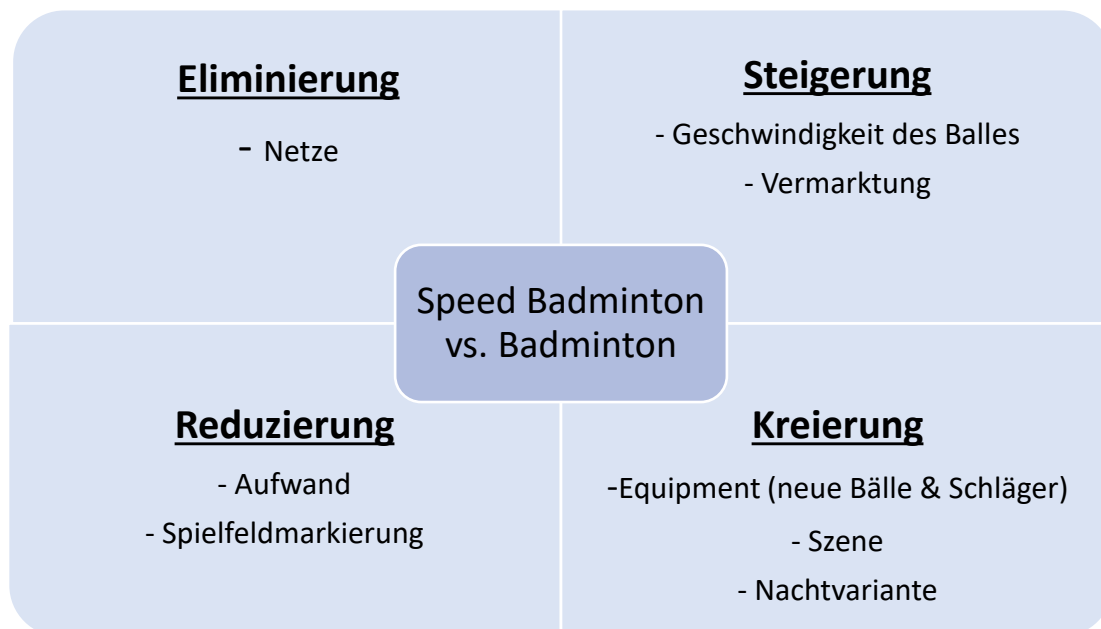 Eliminierung
- Netze
Steigerung
- Geschwindigkeit des Balles
- Vermarktung
Speed Badminton
vs. Badminton
Reduzierung
- Aufwand
- Spielfeldmarkierung
Kreierung
-Equipment (neue Bälle & Schläger)
- Szene
- Nachtvariante